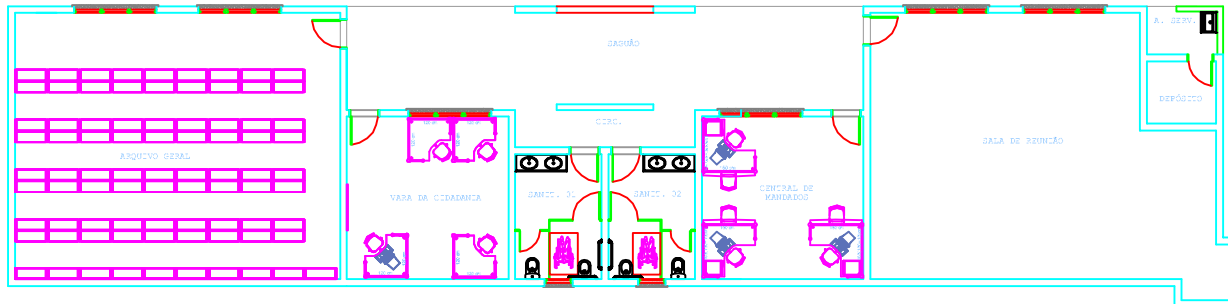 A. SERV.
SAGUÃO
DEPÓSITO
CIRC.
SALA DE REUNIÃO
ARQUIVO GERAL
VARA DA CIDADANIA
SANIT. 01
SANIT. 02
CENTRAL DE
MANDADOS